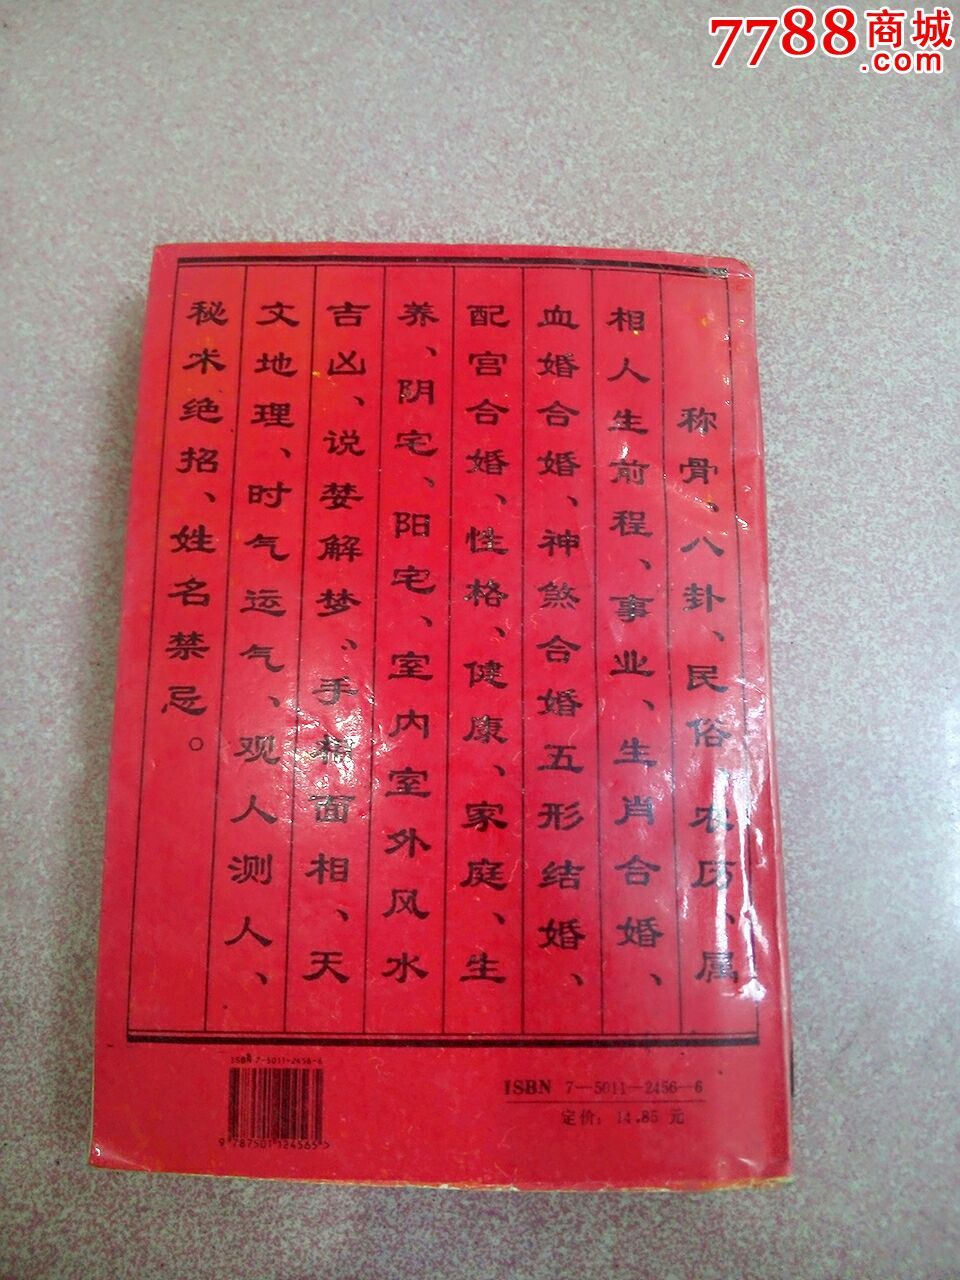 7788商城
.com
称骨、八卦、民俗、农历、属
相人生前程、事业、生肖合婚、
血婚合婚、神煞合婚五形结婚、
配宫合婚、性格、健康、家庭、生
养、阴宅、阳宅、室内室外风水
吉凶、说婪解梦、手相面相、天
文地理、时气运气、观人测人、
秘术绝招、姓名禁忌。
ISBN 7-5011-2456-6
9 787501 124565>
ISBN 7—5011—2456—6
定价：14.85 元